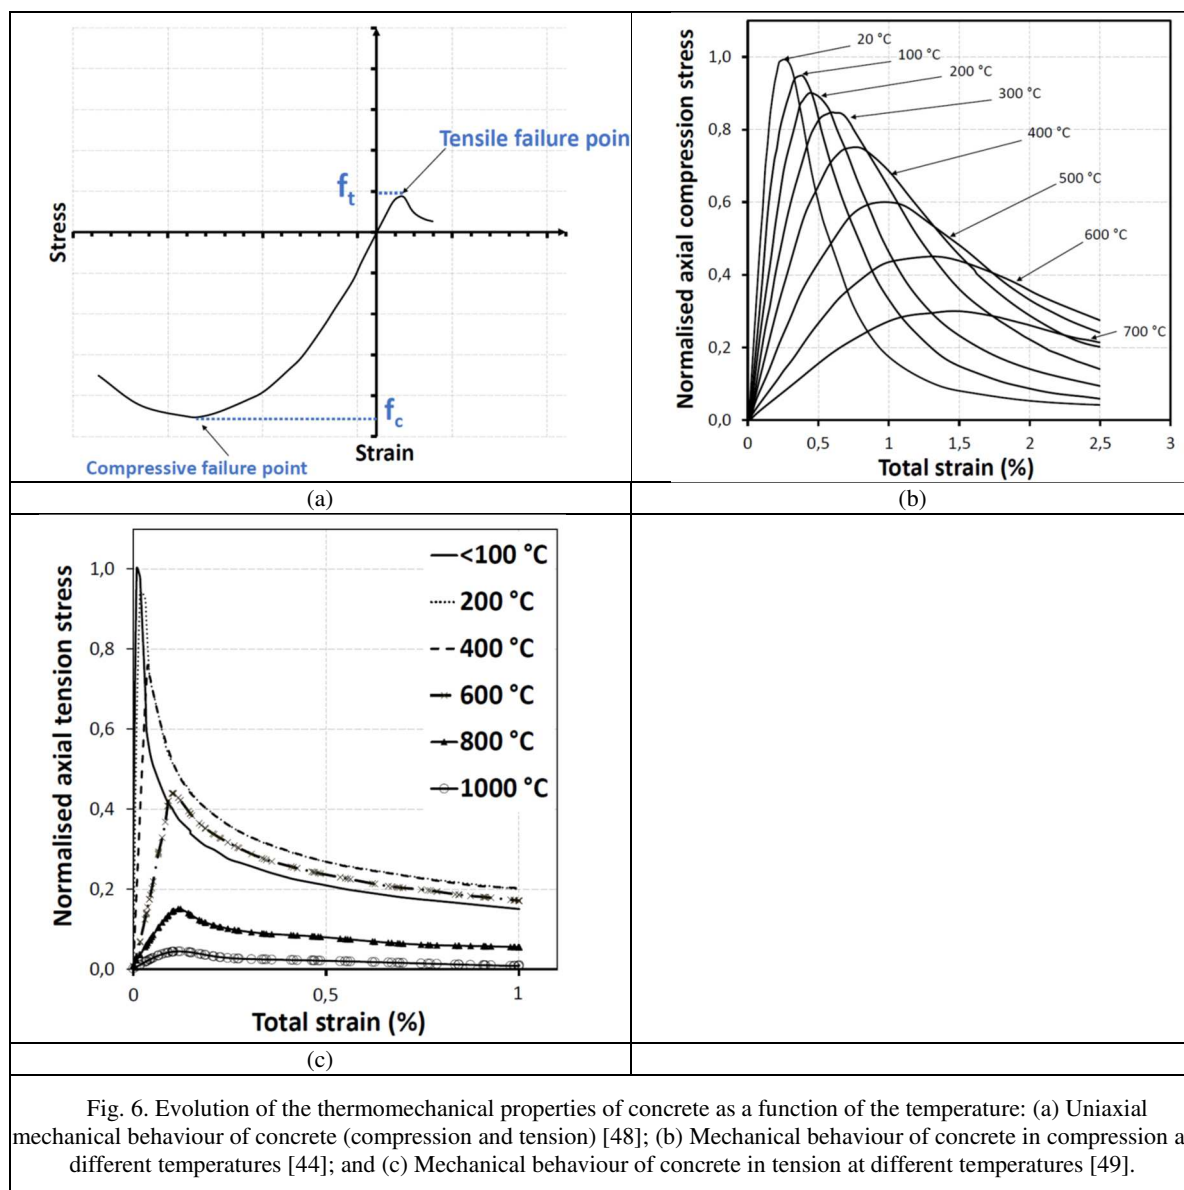 Stress
Tensile failure poin
f_t
f_c
Strain
Compressive failure point
(a)
Normalised axial compression stress
1,0
0,8
0,6
0,4
0,2
0,0
20 °C
100 °C
200 °C
300 °C
400 °C
500 °C
600 °C
700 °C
0 0,5 1 1,5 2 2,5 3
Total strain (%)
(b)
Normalised axial tension stress
1,0
0,8
0,6
0,4
0,2
0,0
<100 °C
200 °C
400 °C
600 °C
800 °C
1000 °C
0 0,5 1
Total strain (%)
(c)
Fig. 6. Evolution of the thermomechanical properties of concrete as a function of the temperature: (a) Uniaxial
mechanical behaviour of concrete (compression and tension) [48]; (b) Mechanical behaviour of concrete in compression a
different temperatures [44]; and (c) Mechanical behaviour of concrete in tension at different temperatures [49].